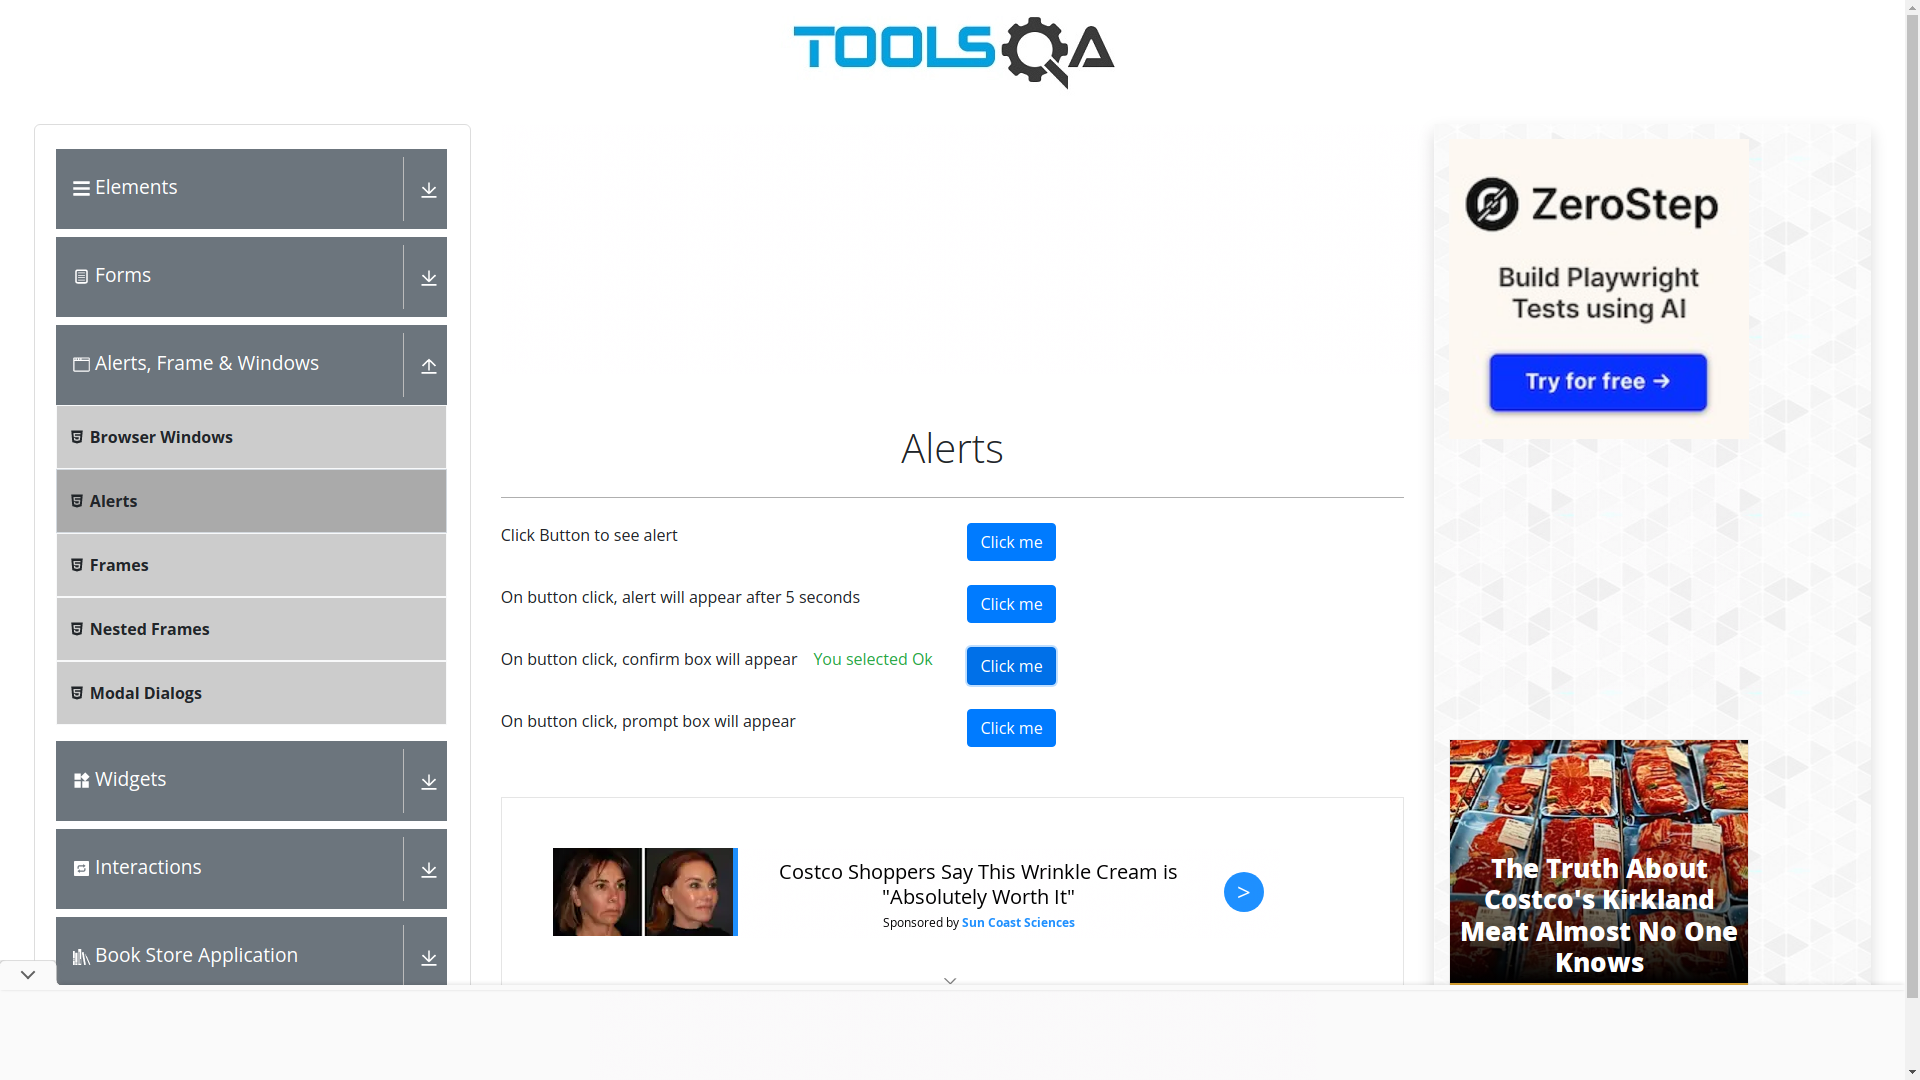 TOOLSQA
Elements
Forms
Alerts, Frame & Windows
Browser Windows
Alerts
Frames
Nested Frames
Modal Dialogs
Widgets
Interactions
Book Store Application
Alerts
Click Button to see alert
Click me
On button click, alert will appear after 5 seconds
Click me
On button click, confirm box will appear You selected Ok
Click me
On button click, prompt box will appear
Click me
Costco Shoppers Say This Wrinkle Cream is
"Absolutely Worth It"
Sponsored by Sun Coast Sciences
>
ZeroStep
Build Playwright
Tests using AI
Try for free →
The Truth About
Costco's Kirkland
Meat Almost No One
Knows